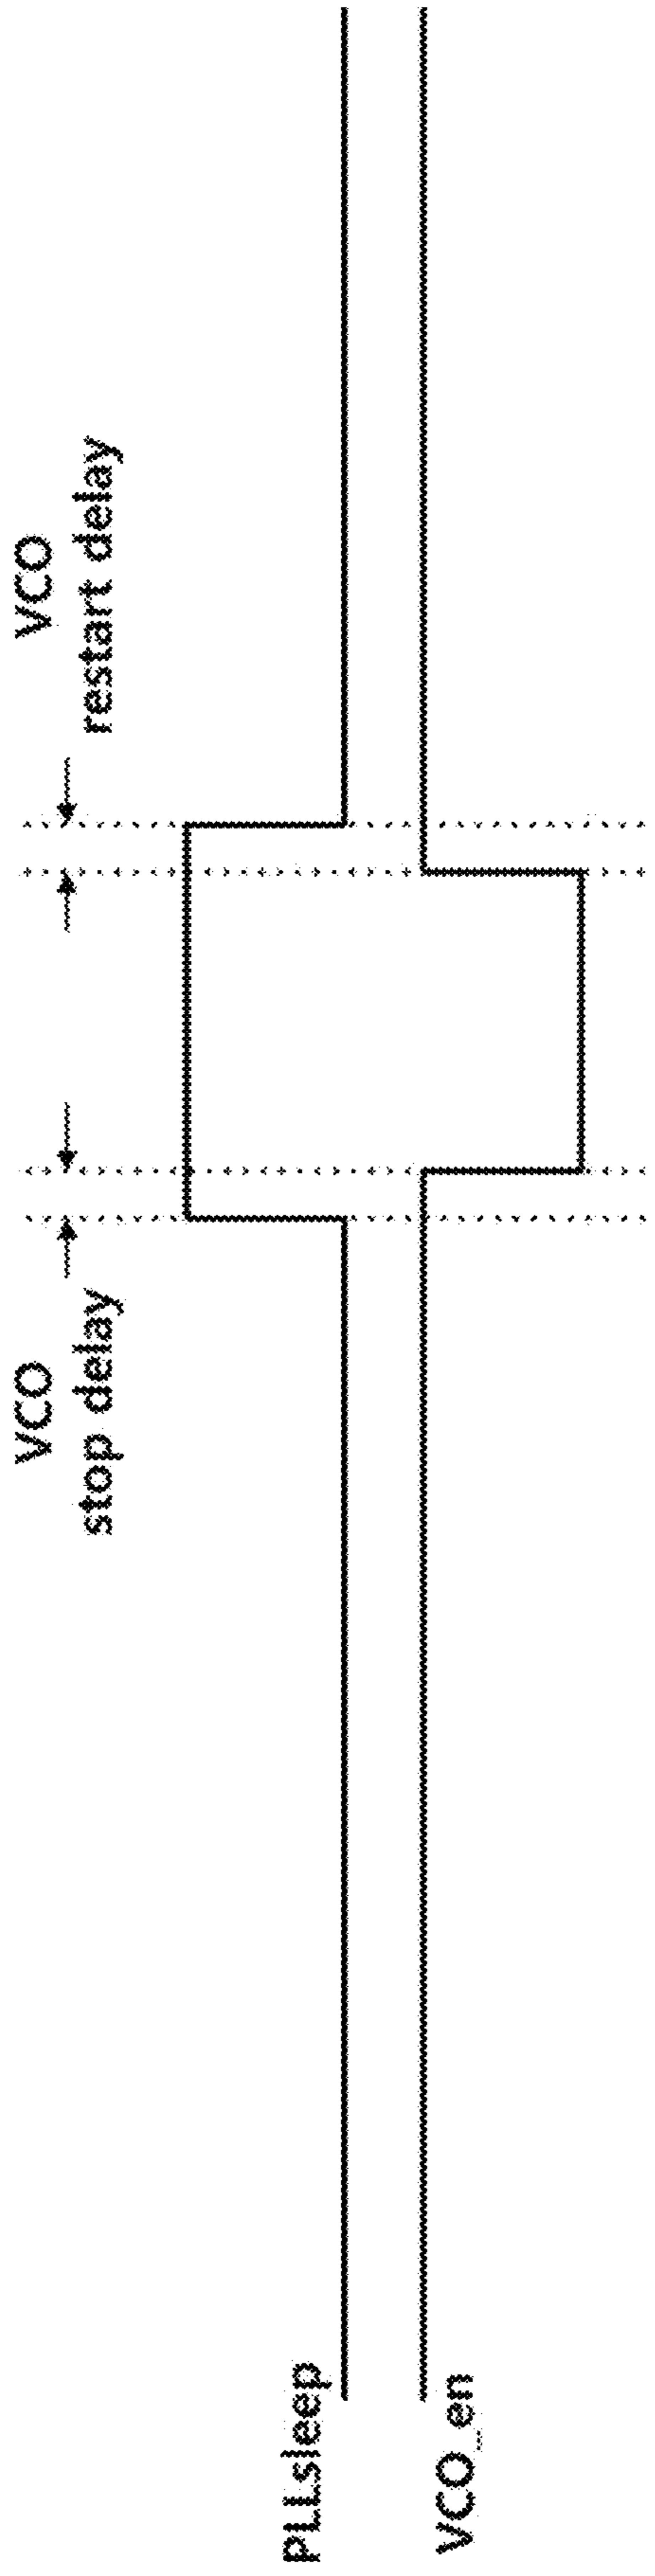 VCO
stop delay
VCO
restart delay
PLLsleep
VCO_en